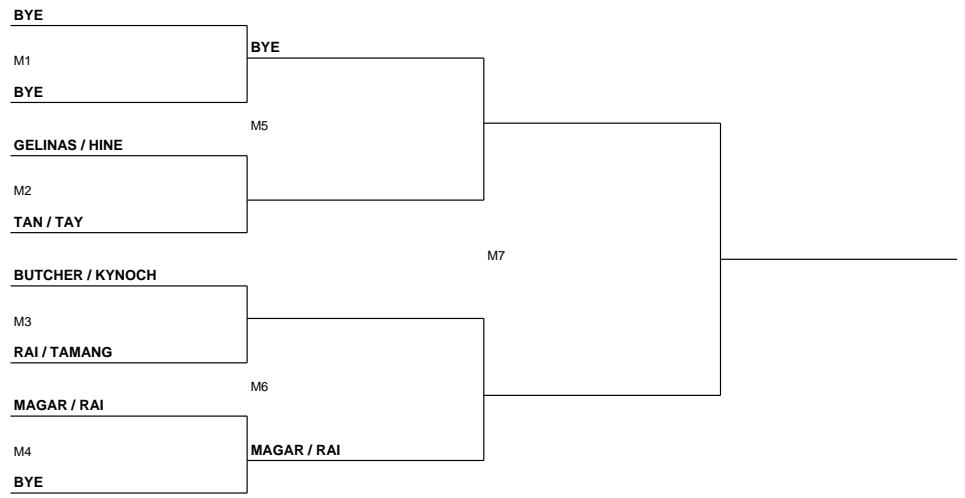 BYE
M1
BYE
BYE
M5
GELINAS / HINE
M2
TAN / TAY
M7
BUTCHER / KYNOCH
M3
RAI / TAMANG
M6
MAGAR / RAI
M4
MAGAR / RAI
BYE